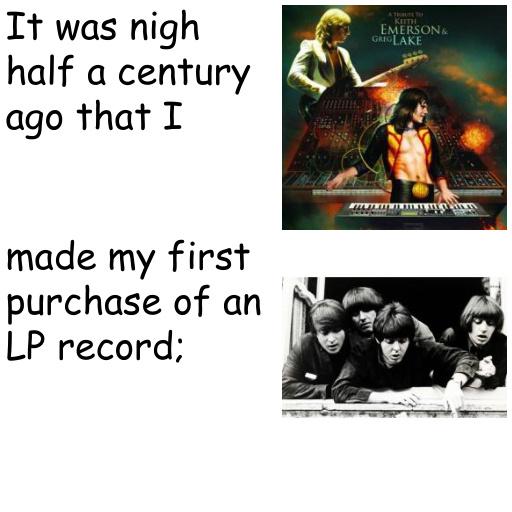 It was nigh
half a century
ago that I
A TRIBUTE TO
KEITH
EMERSON &
GREG LAKE
made my first
purchase of an
LP record;